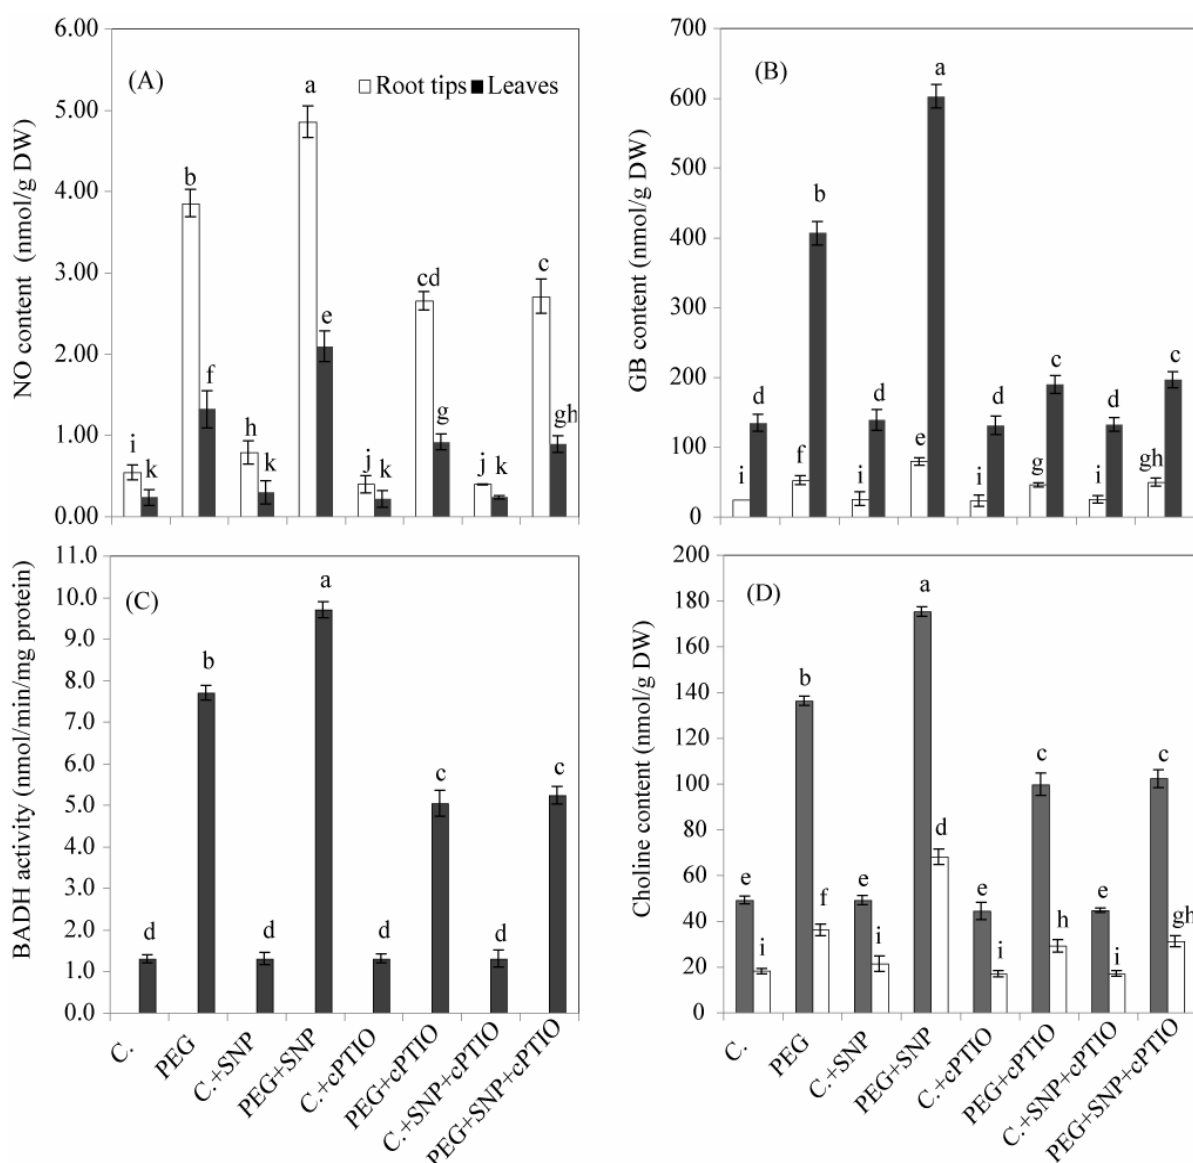 (A)
Root tips Leaves
NO content (nmol/g DW)
6.00
5.00
4.00
3.00
2.00
1.00
0.00
i k b f h k a e j k cd g j k c gh
(B)
GB content (nmol/g DW)
700
600
500
400
300
200
100
0
i d f b i d e a i d g c i d gh c
(C)
BADH activity (nmol/min/mg protein)
11.0
10.0
9.0
8.0
7.0
6.0
5.0
4.0
3.0
2.0
1.0
0.0
d b d a d c d c
C.
PEG
C.+SNP
PEG+SNP
C.+cPTIO
PEG+cPTIO
C.+SNP+cPTIO
PEG+SNP+cPTIO
(D)
Choline content (nmol/g DW)
200
180
160
140
120
100
80
60
40
20
0
e i b f e i a d e i c h e i c gh
C.
PEG
C.+SNP
PEG+SNP
C.+cPTIO
PEG+cPTIO
C.+SNP+cPTIO
PEG+SNP+cPTIO